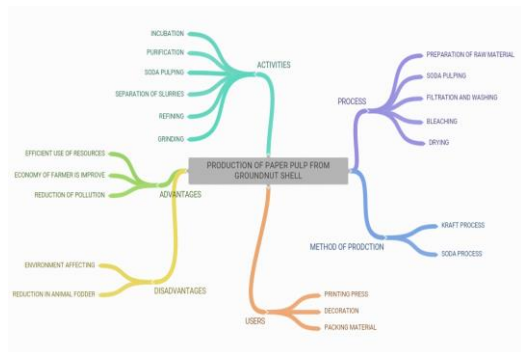 INCUBATION
PURIFICATION
SODA PULPING
SEPARATION OF SLURRIES
REFINING
GRINDING
ACTIVITIES
PREPARATION OF RAW MATERIAL
SODA PULPING
FILTRATION AND WASHING
BLEACHING
DRYING
PROCESS
PRODUCTION OF PAPER PULP FROM
GROUNDNUT SHELL
EFFICIENT USE OF RESOURCES
ECONOMY OF FARMER IS IMPROVE
REDUCTION OF POLLUTION
ADVANTAGES
KRAFT PROCESS
SODA PROCESS
METHOD OF PRODCTION
ENVIRONMENT AFFECTING
REDUCTION IN ANIMAL FODDER
DISADVANTAGES
PRINTING PRESS
DECORATION
PACKING MATERIAL
USERS